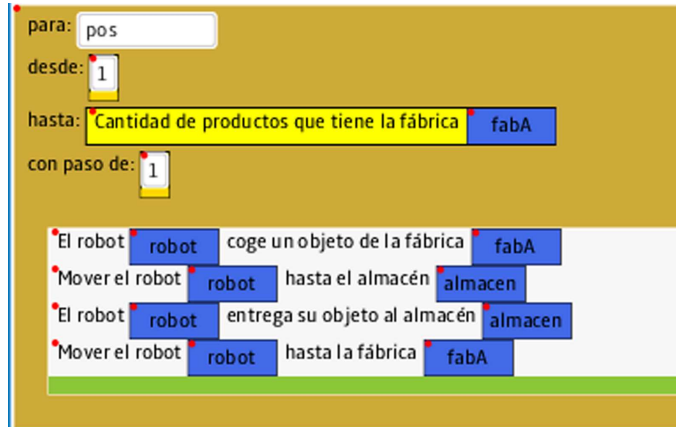 para: pos
desde: 1
hasta: Cantidad de productos que tiene la fábrica fabA
con paso de: 1
El robot robot coge un objeto de la fábrica fabA
Mover el robot robot hasta el almacén almacen
El robot robot entrega su objeto al almacén almacen
Mover el robot robot hasta la fábrica fabA